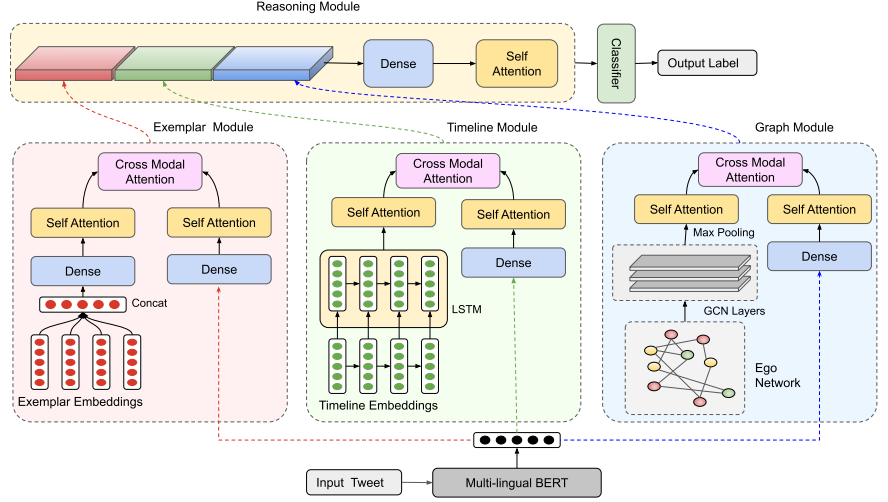 Reasoning Module
Dense
Self
Attention
Classifier
Output Label
Exemplar Module
Timeline Module
Graph Module
Cross Modal
Attention
Self Attention
Self Attention
Dense
Dense
Concat
Exemplar Embeddings
Cross Modal
Attention
Self Attention
Self Attention
Dense
LSTM
Timeline Embeddings
Cross Modal
Attention
Self Attention
Self Attention
Max Pooling
Dense
GCN Layers
Ego
Network
Input Tweet
Multi-lingual BERT